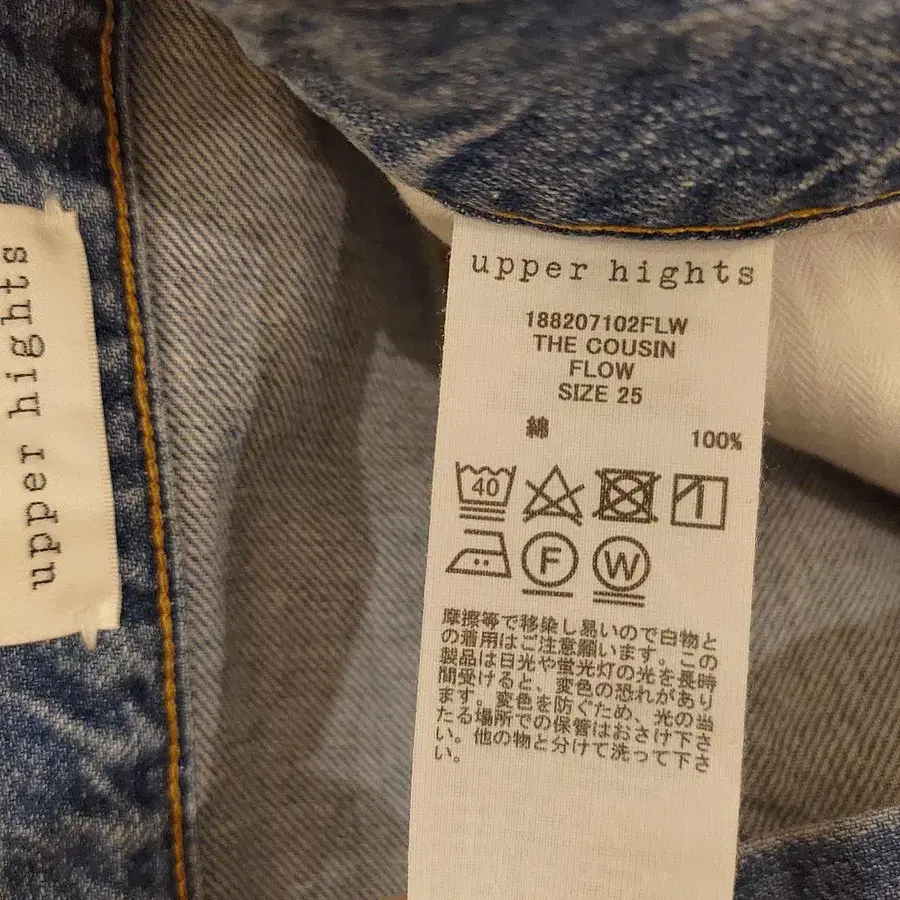 upper hights
upper hights
188207102FLW
THE COUSIN
FLOW
SIZE 25
綿 100%
40
F W
摩擦等で移染し易いので白物と
の着用はご注意願います。この
製品は日光や蛍光灯の光を長時
間受けると、変色の恐れがあり
ます。変色を防ぐため、光の当
たる場所での保管はおさけ下さ
い。他の物と分けて洗って下さ
い。